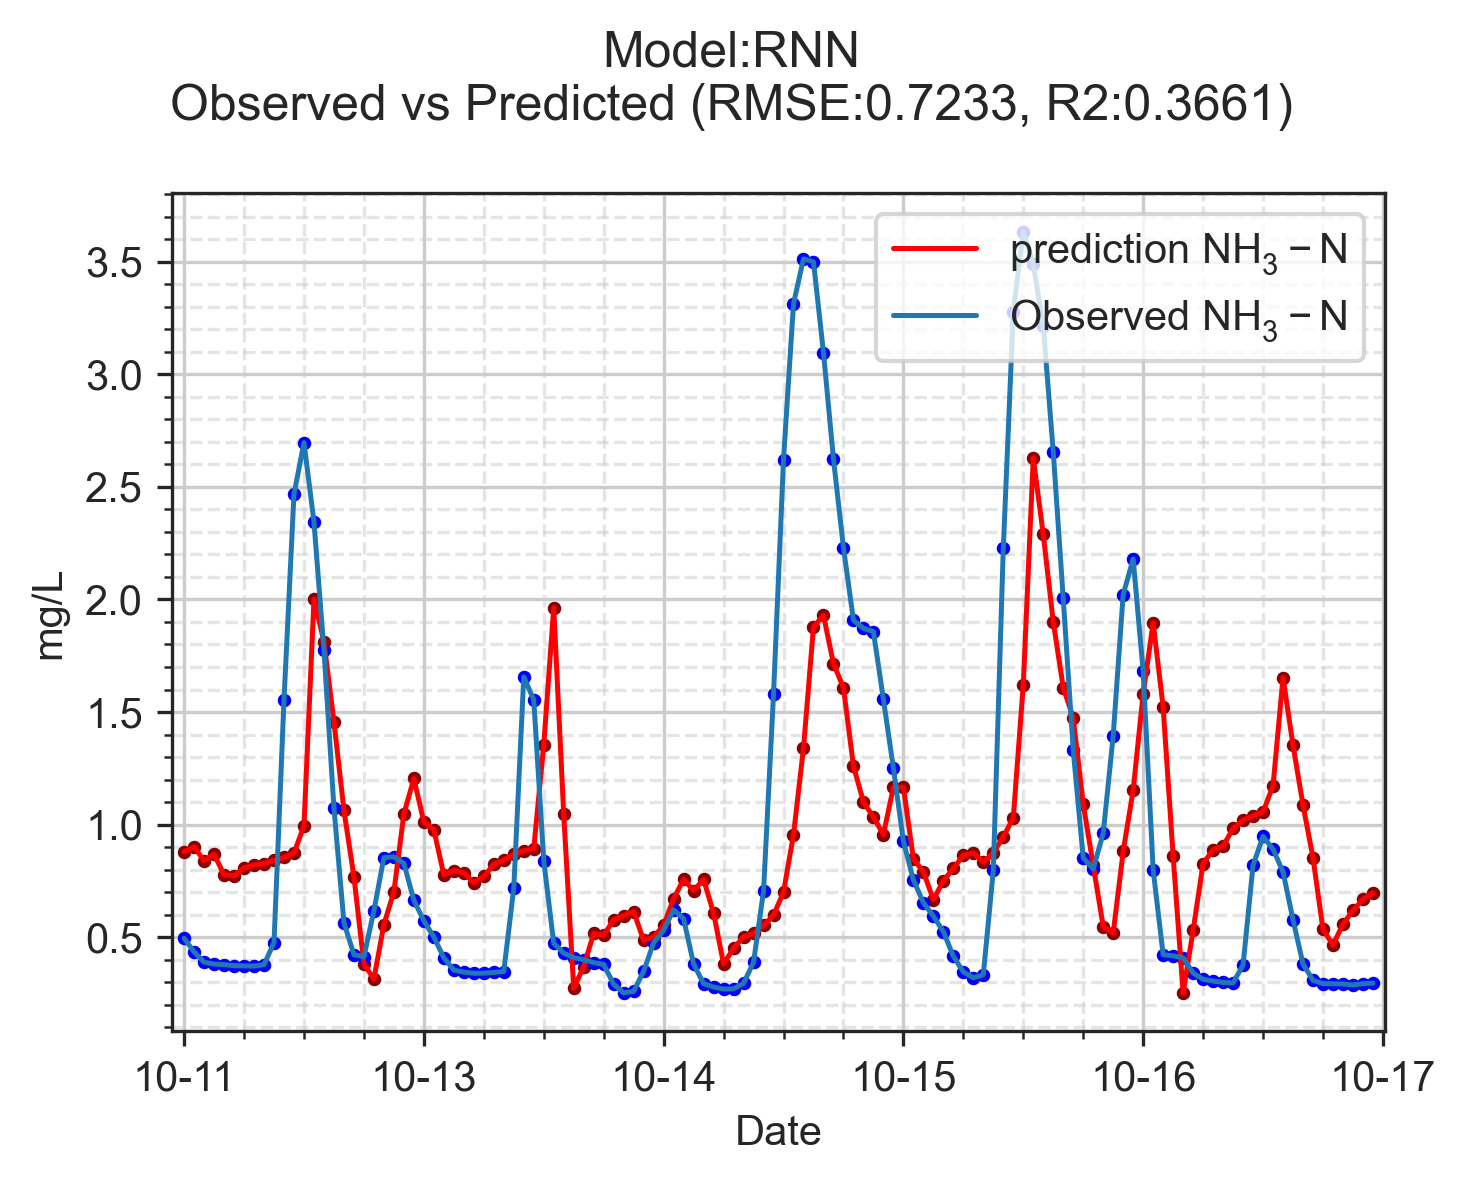 Model:RNN
Observed vs Predicted (RMSE:0.7233, R2:0.3661)
prediction NH₃ − N
Observed NH₃ − N
3.5
3.0
2.5
2.0
1.5
1.0
0.5
mg/L
10-11 10-13 10-14 10-15 10-16 10-17
Date